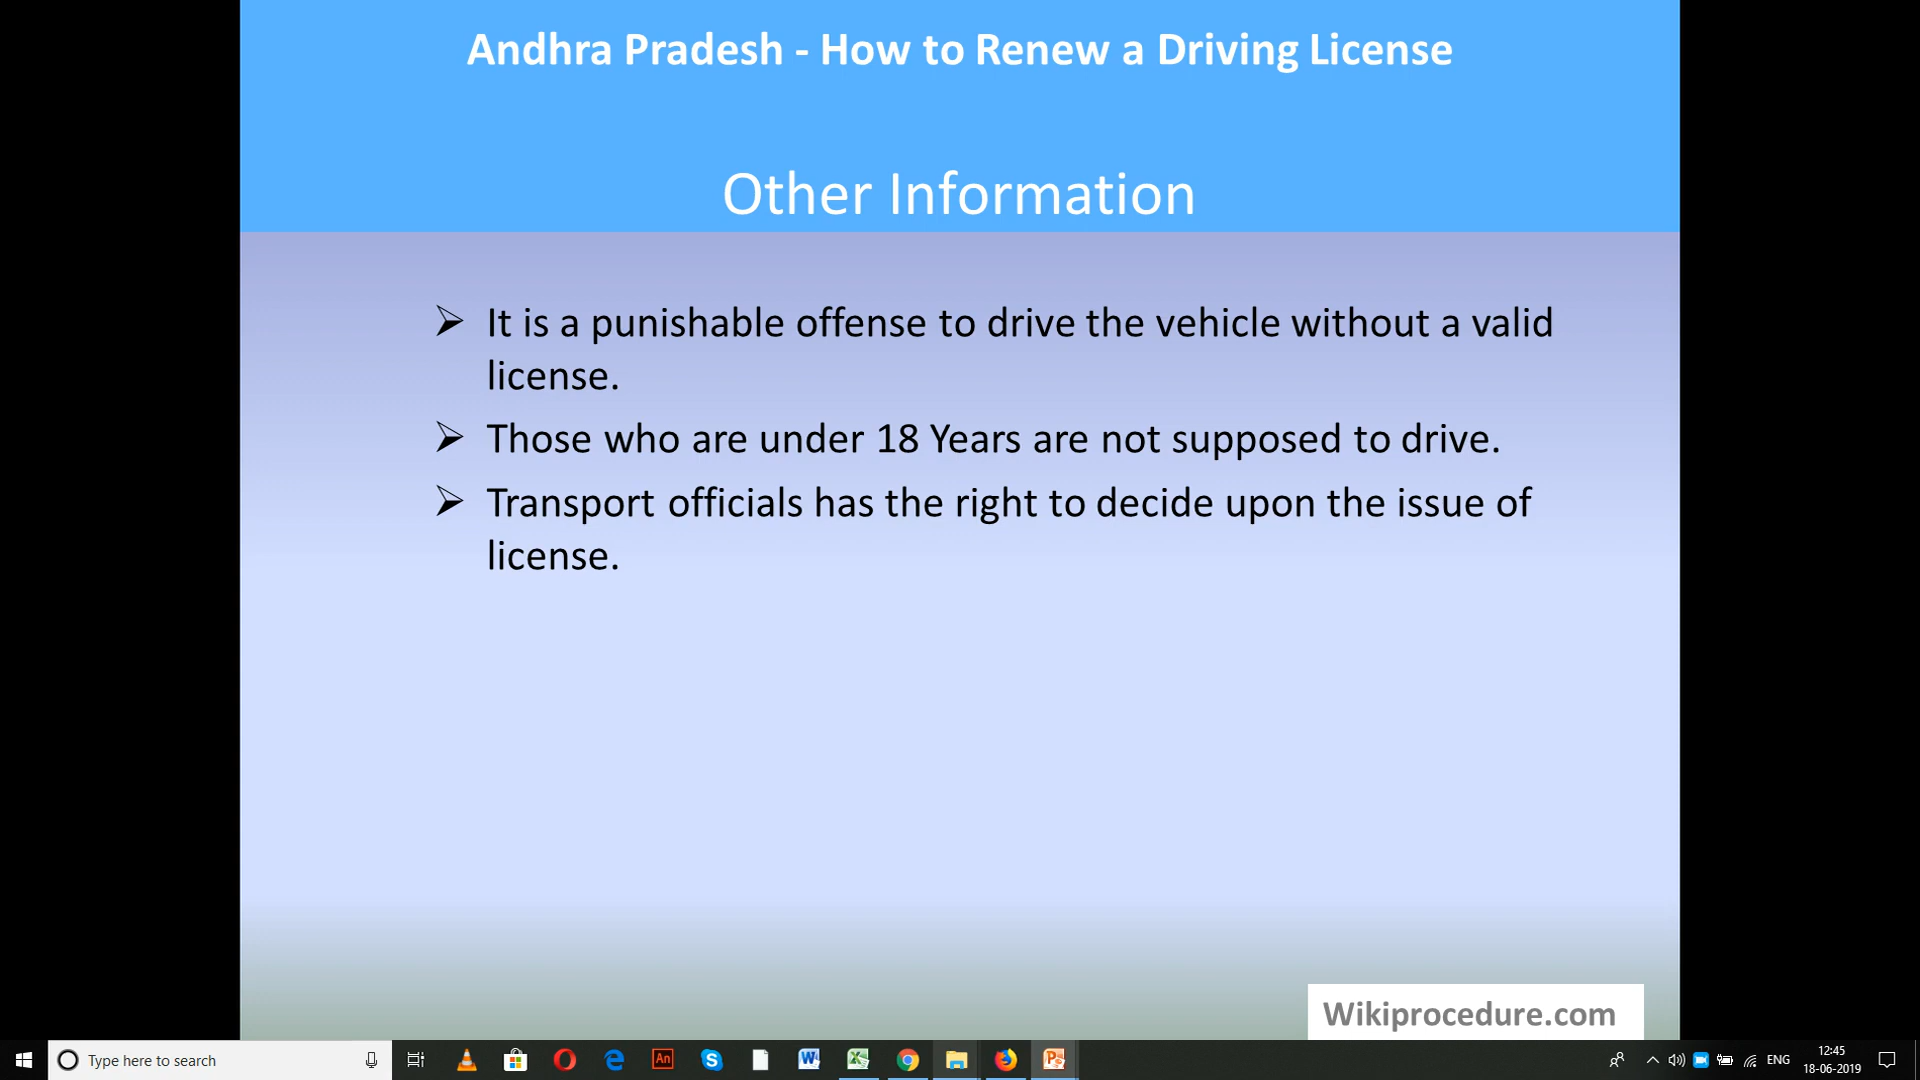 Andhra Pradesh - How to Renew a Driving License
Other Information
It is a punishable offense to drive the vehicle without a valid
license.
Those who are under 18 Years are not supposed to drive.
Transport officials has the right to decide upon the issue of
license.
Wikiprocedure.com
Type here to search
An
ENG
12:45
18-06-2019